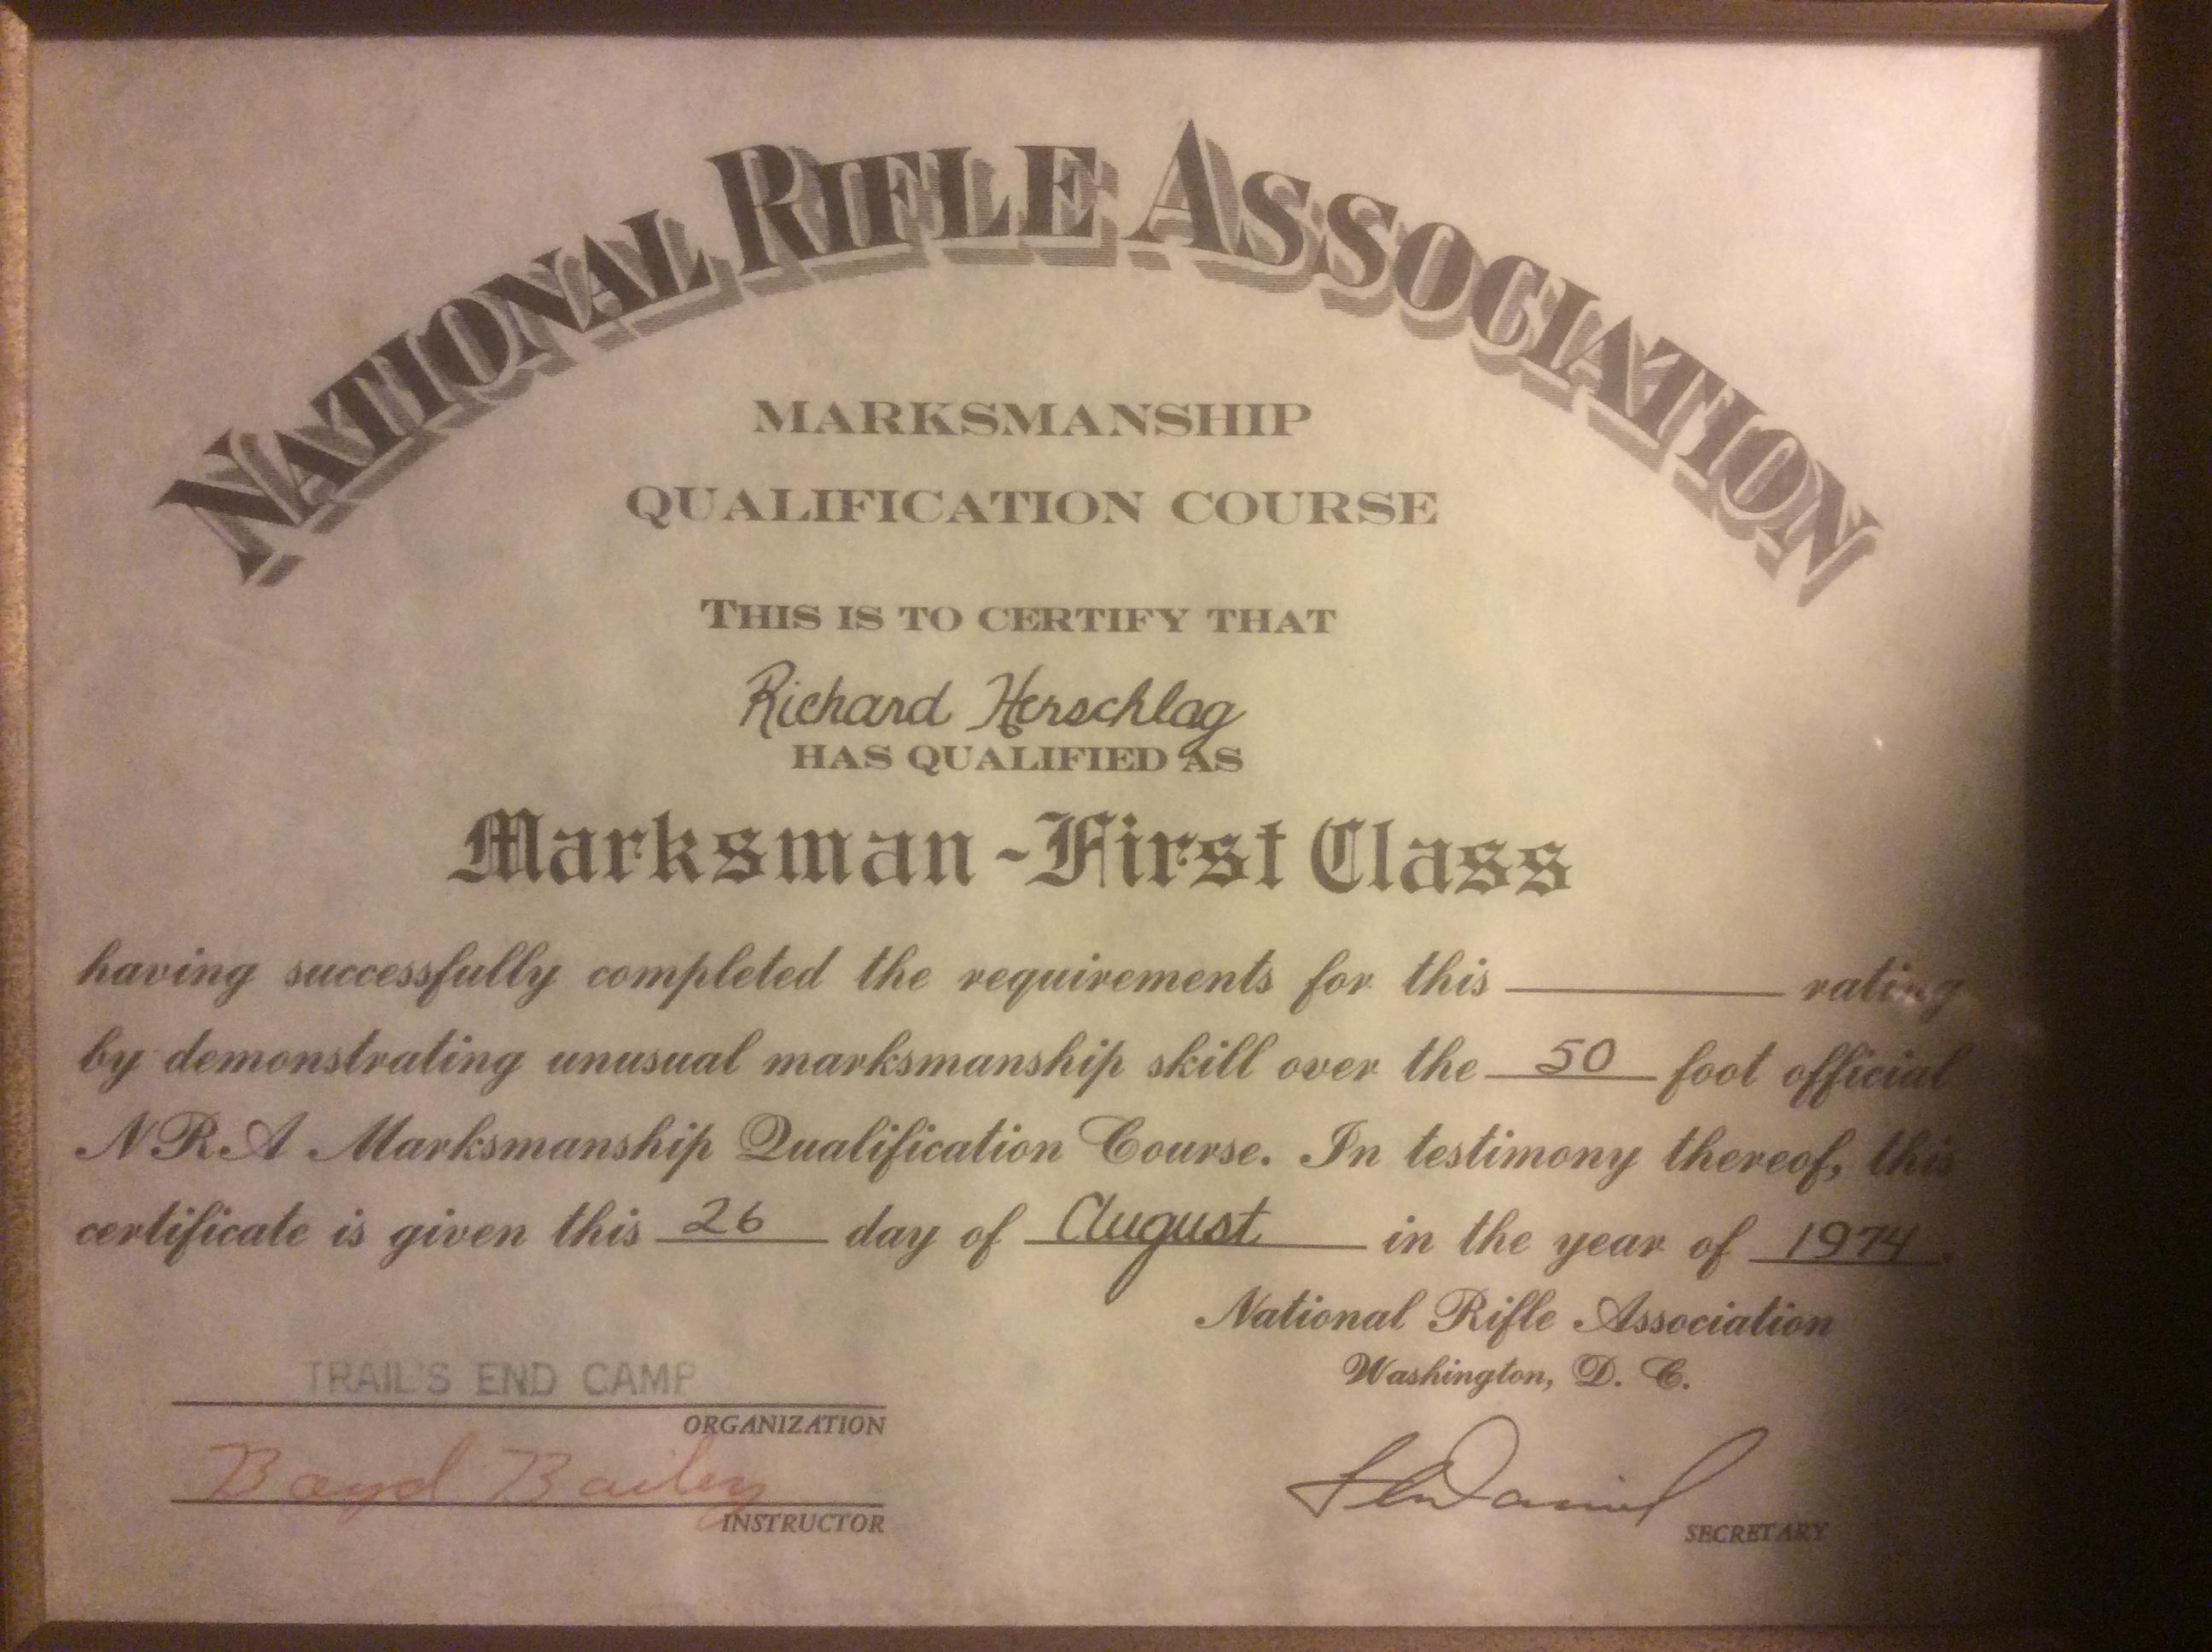 NATIONAL RIFLE ASSOCIATION
MARKSMANSHIP
QUALIFICATION COURSE
THIS IS TO CERTIFY THAT
Richard Herschlag
HAS QUALIFIED AS
Marksman-First Class
having successfully completed the requirements for this ________ rating
by demonstrating unusual marksmanship skill over the 50 foot official
NRA Marksmanship Qualification Course. In testimony thereof, this
certificate is given this 26 day of August in the year of 1974.
National Rifle Association
Washington, D. C.
TRAIL'S END CAMP
ORGANIZATION
Boyd Bailey
INSTRUCTOR
SECRETARY